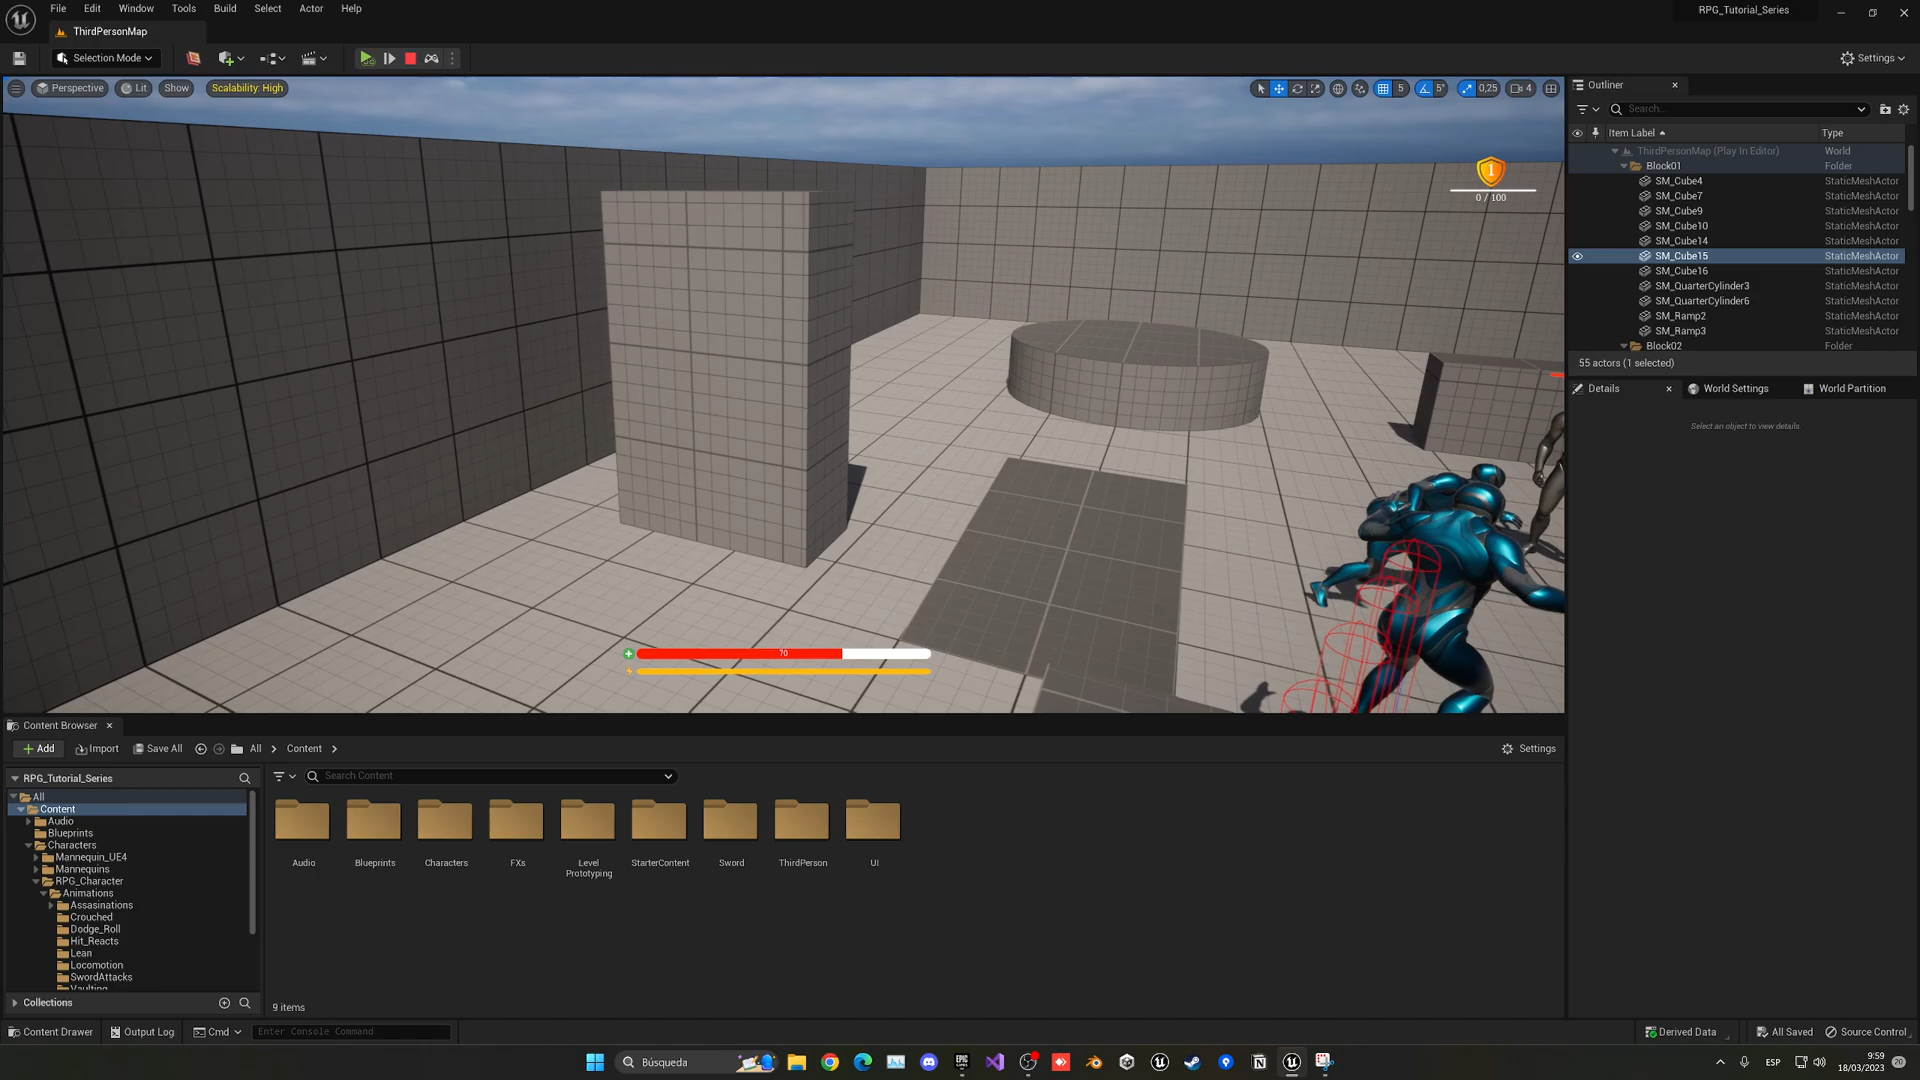 File Edit Window Tools Build Select Actor Help
RPG_Tutorial_Series
ThirdPersonMap
Selection Mode
Settings
Perspective Lit Show Scalability: High
5 5° 0,25 4
Outliner
Search...
Item Label Type
ThirdPersonMap (Play In Editor) World
Block01 Folder
SM_Cube4 StaticMeshActor
SM_Cube7 StaticMeshActor
SM_Cube9 StaticMeshActor
SM_Cube10 StaticMeshActor
SM_Cube14 StaticMeshActor
SM_Cube15 StaticMeshActor
SM_Cube16 StaticMeshActor
SM_QuarterCylinder3 StaticMeshActor
SM_QuarterCylinder6 StaticMeshActor
SM_Ramp2 StaticMeshActor
SM_Ramp3 StaticMeshActor
Block02 Folder
55 actors (1 selected)
Details World Settings World Partition
Select an object to view details.
1
0 / 100
70
Content Browser
Add Import Save All All Content Settings
RPG_Tutorial_Series
Search Content
All
Content
Audio
Blueprints
Characters
Mannequin_UE4
Mannequins
RPG_Character
Animations
Assasinations
Crouched
Dodge_Roll
Hit_Reacts
Lean
Locomotion
SwordAttacks
Vaulting
Collections
Audio Blueprints Characters FXs Level Prototyping StarterContent Sword ThirdPerson UI
9 items
Content Drawer Output Log Cmd Enter Console Command
Derived Data All Saved Source Control
Búsqueda
ESP
9:59
18/03/2023
20